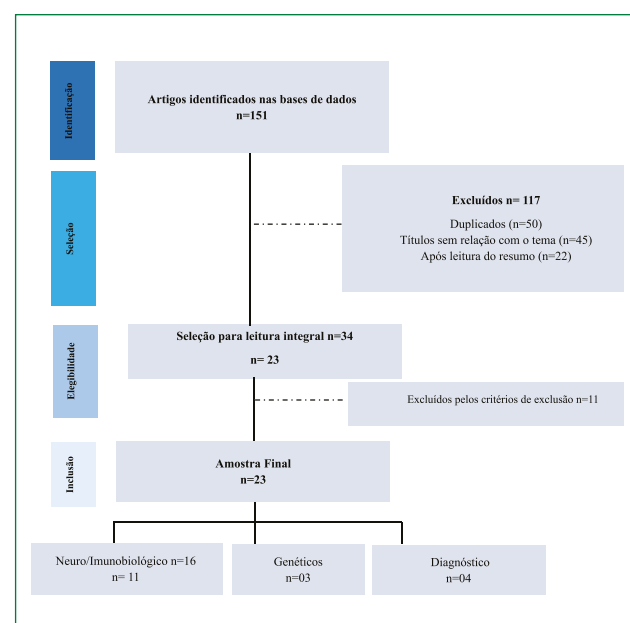 Identificação
Artigos identificados nas bases de dados
n=151
Seleção
Excluídos n= 117
Duplicados (n=50)
Títulos sem relação com o tema (n=45)
Após leitura do resumo (n=22)
Elegibilidade
Seleção para leitura integral n=34
n= 23
Excluídos pelos critérios de exclusão n=11
Inclusão
Amostra Final
n=23
Neuro/Imunobiológico n=16
n= 11
Genéticos
n=03
Diagnóstico
n=04